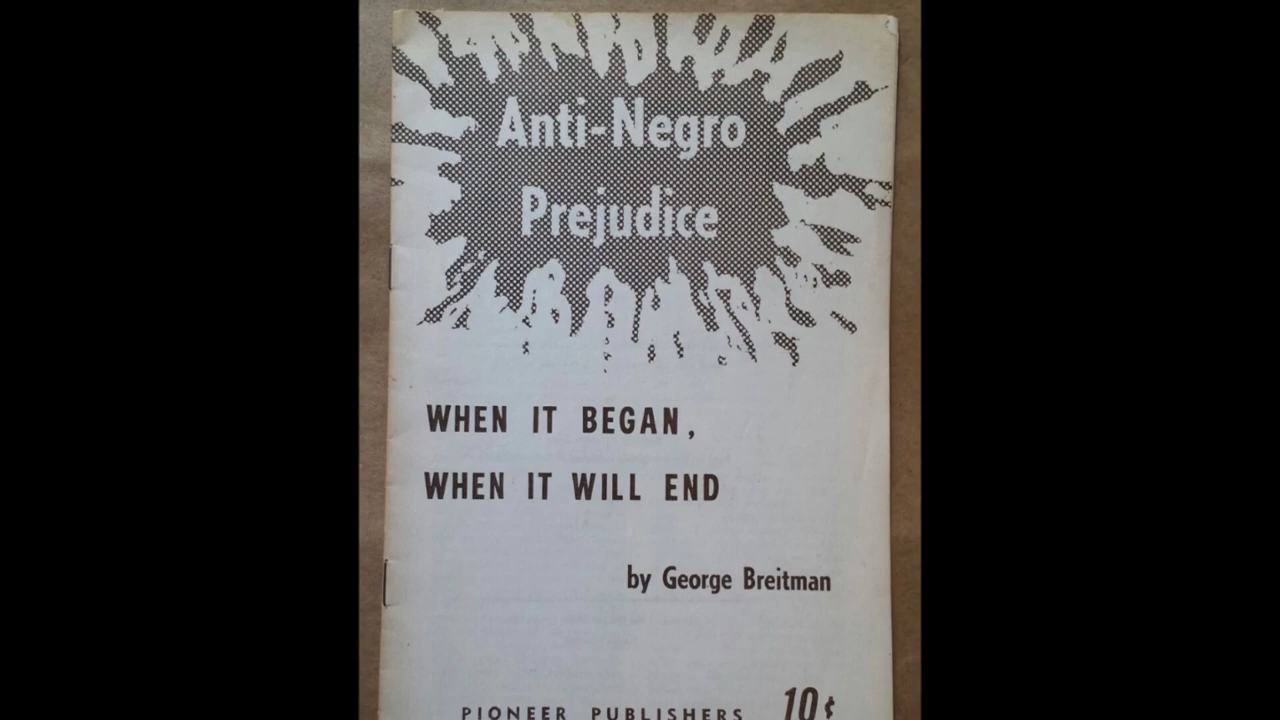 Anti-Negro
Prejudice
WHEN IT BEGAN,
WHEN IT WILL END
by George Breitman
PIONEER PUBLISHERS 10¢